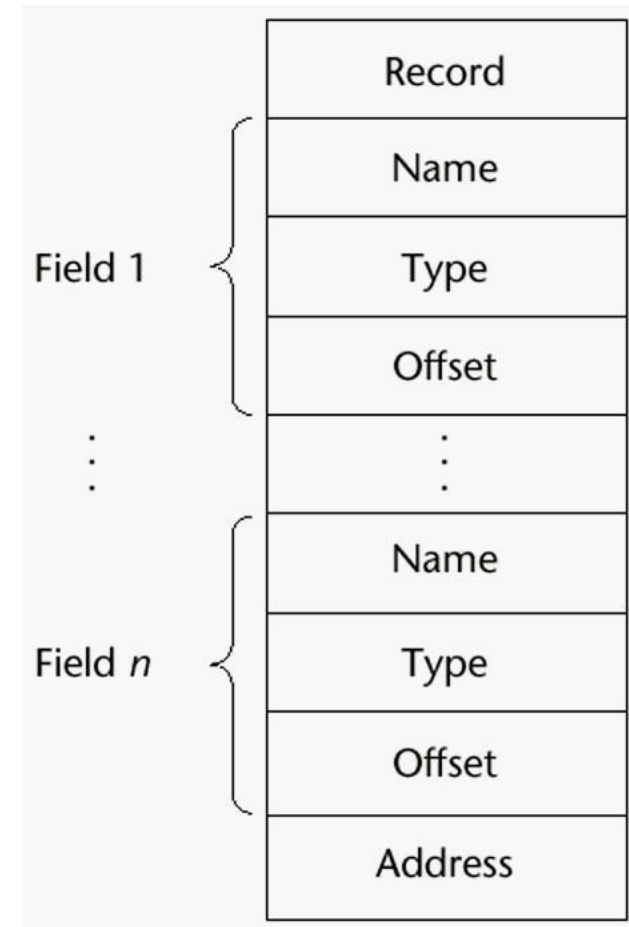 Record
Name
Field 1
Type
Offset
⋮ ⋮
Name
Field n
Type
Offset
Address